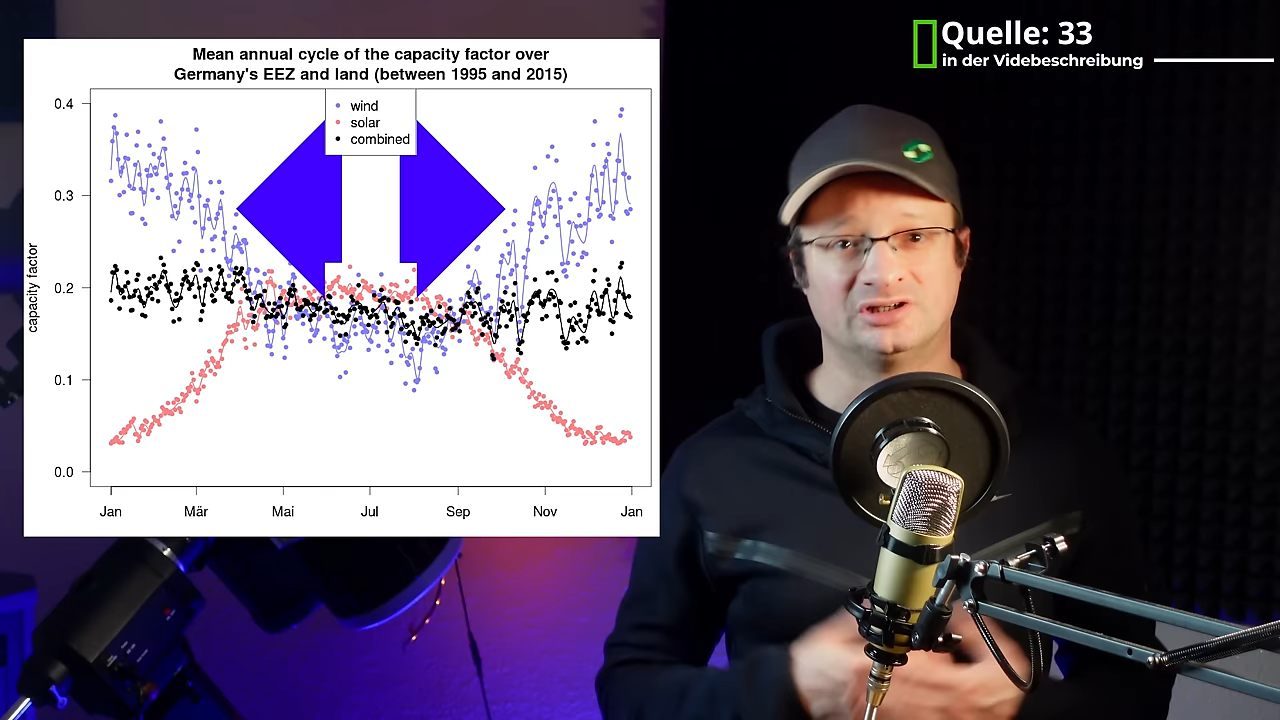 Mean annual cycle of the capacity factor over
Germany's EEZ and land (between 1995 and 2015)
wind
solar
combined
capacity factor
0.4
0.3
0.2
0.1
0.0
Jan
Mär
Mai
Jul
Sep
Nov
Jan
Quelle: 33
in der Videbeschreibung